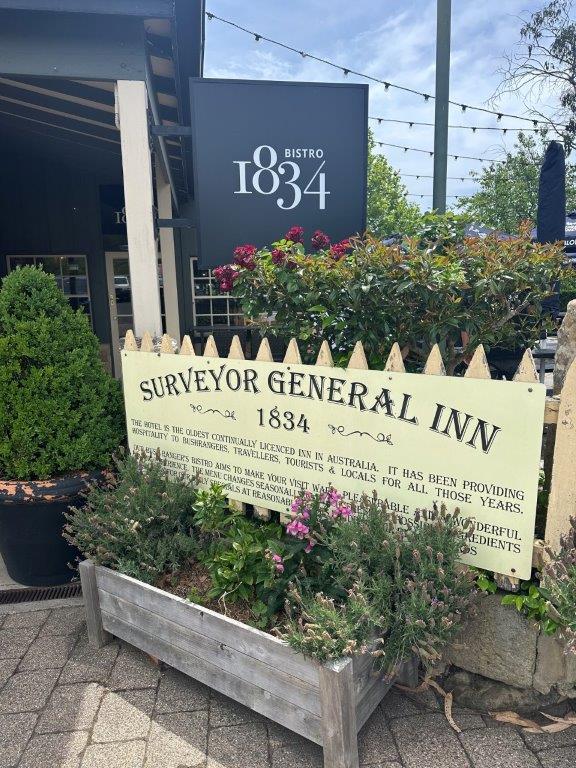 BISTRO
1834
SURVEYOR GENERAL INN
1834
THE HOTEL IS THE OLDEST CONTINUALLY LICENCED INN IN AUSTRALIA. IT HAS BEEN PROVIDING
HOSPITALITY TO BUSHRANGERS, TRAVELLERS, TOURISTS & LOCALS FOR ALL THOSE YEARS.
BUSHRANGER'S BISTRO AIMS TO MAKE YOUR VISIT WONDERFUL
THE MENU CHANGES SEASONALLY INGREDIENTS
AT REASONABLE